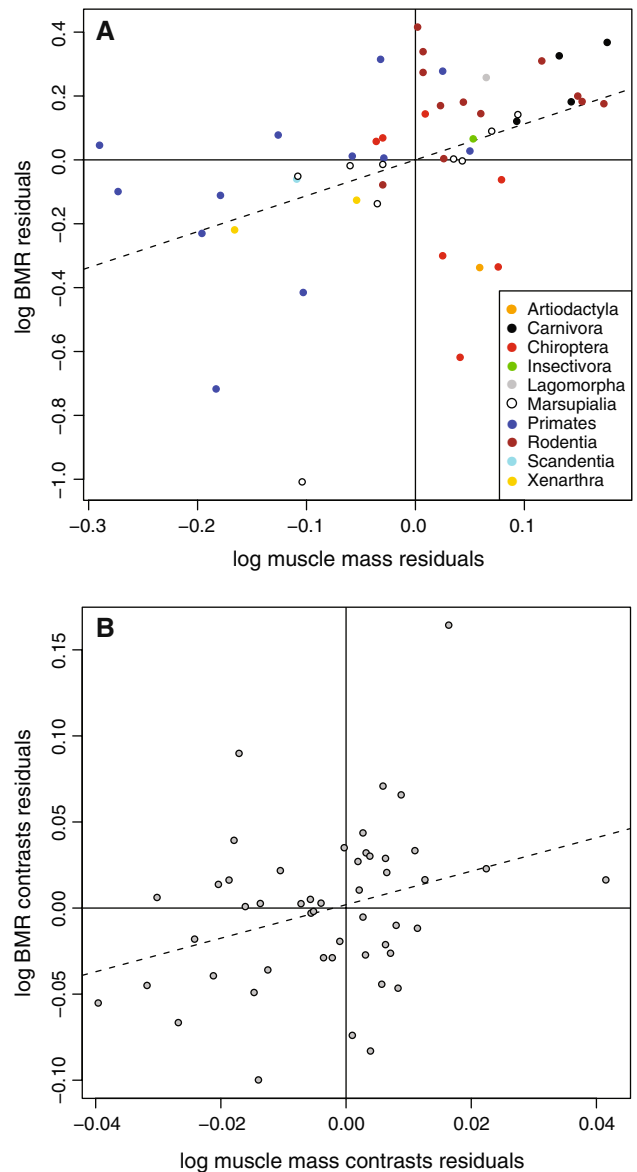 A
0.4
0.2
0.0
−0.2
−0.4
−0.6
−0.8
−1.0
log BMR residuals
Artiodactyla
Carnivora
Chiroptera
Insectivora
Lagomorpha
Marsupialia
Primates
Rodentia
Scandentia
Xenarthra
−0.3
−0.2
−0.1
0.0
0.1
log muscle mass residuals
B
0.15
0.10
0.05
0.00
−0.05
−0.10
log BMR contrasts residuals
−0.04
−0.02
0.00
0.02
0.04
log muscle mass contrasts residuals